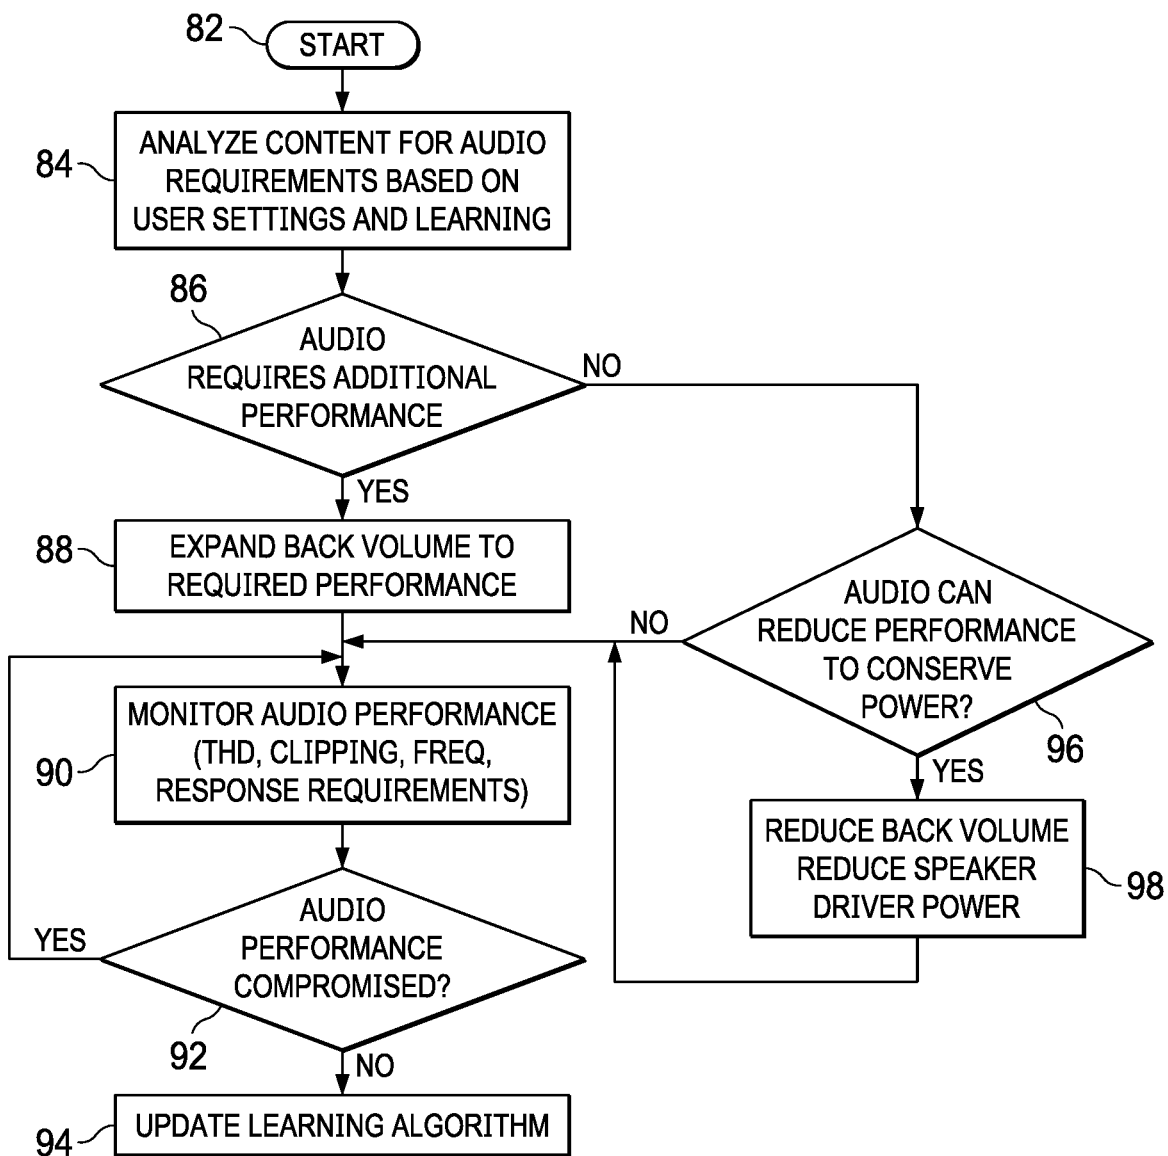 82
START
84
ANALYZE CONTENT FOR AUDIO
REQUIREMENTS BASED ON
USER SETTINGS AND LEARNING
86
AUDIO
REQUIRES ADDITIONAL
PERFORMANCE
NO
YES
88
EXPAND BACK VOLUME TO
REQUIRED PERFORMANCE
AUDIO CAN
REDUCE PERFORMANCE
TO CONSERVE
POWER?
NO
96
YES
90
MONITOR AUDIO PERFORMANCE
(THD, CLIPPING, FREQ,
RESPONSE REQUIREMENTS)
REDUCE BACK VOLUME
REDUCE SPEAKER
DRIVER POWER
98
AUDIO
PERFORMANCE
COMPROMISED?
YES
92
NO
94
UPDATE LEARNING ALGORITHM